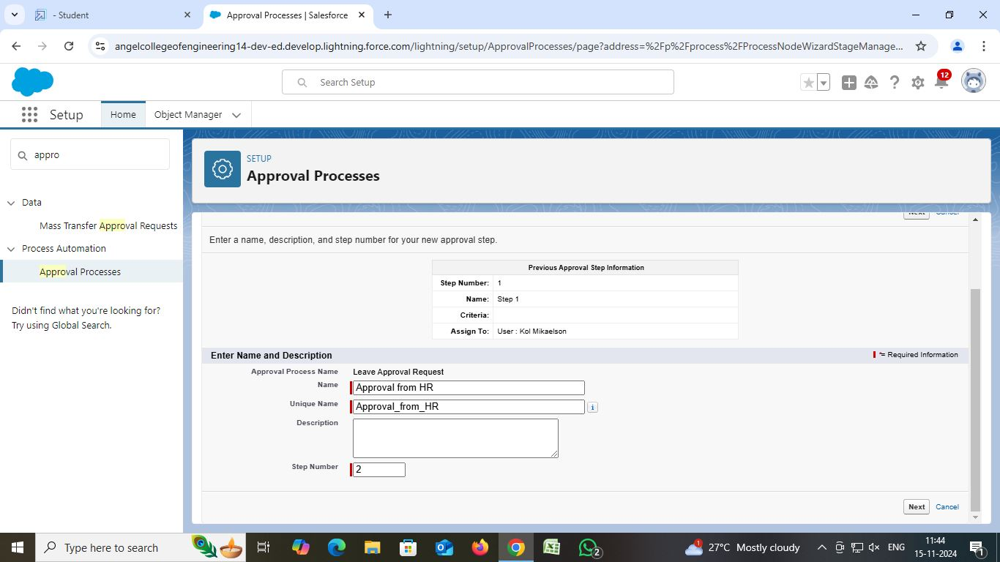 - Student
Approval Processes | Salesforce
angelcollegeofengineering14-dev-ed.develop.lightning.force.com/lightning/setup/ApprovalProcesses/page?address=%2Fp%2Fprocess%2FProcessNodeWizardStageManage...
Search Setup
12
Setup
Home
Object Manager
appro
SETUP
Approval Processes
Data
Mass Transfer Approval Requests
Process Automation
Approval Processes
Didn't find what you're looking for?
Try using Global Search.
Next Cancel
Enter a name, description, and step number for your new approval step.
Previous Approval Step Information
Step Number: 1
Name: Step 1
Criteria:
Assign To: User : Kol Mikaelson
Enter Name and Description
= Required Information
Approval Process Name Leave Approval Request
Name Approval from HR
Unique Name Approval_from_HR i
Description
Step Number 2
Next Cancel
Type here to search
2
1
27°C Mostly cloudy
ENG
11:44
15-11-2024
1